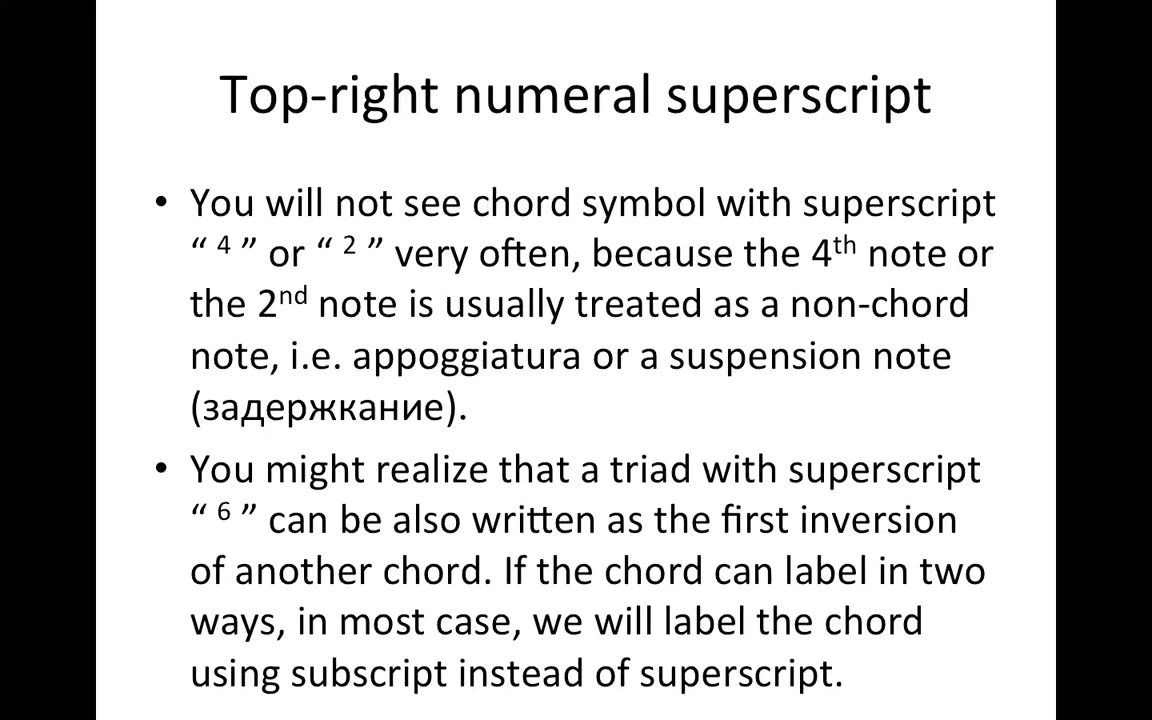 Top-right numeral superscript
• You will not see chord symbol with superscript
“ ⁴ ” or “ ² ” very often, because the 4ᵗʰ note or
the 2ⁿᵈ note is usually treated as a non-chord
note, i.e. appoggiatura or a suspension note
(задержкание).
• You might realize that a triad with superscript
“ ⁶ ” can be also written as the first inversion
of another chord. If the chord can label in two
ways, in most case, we will label the chord
using subscript instead of superscript.